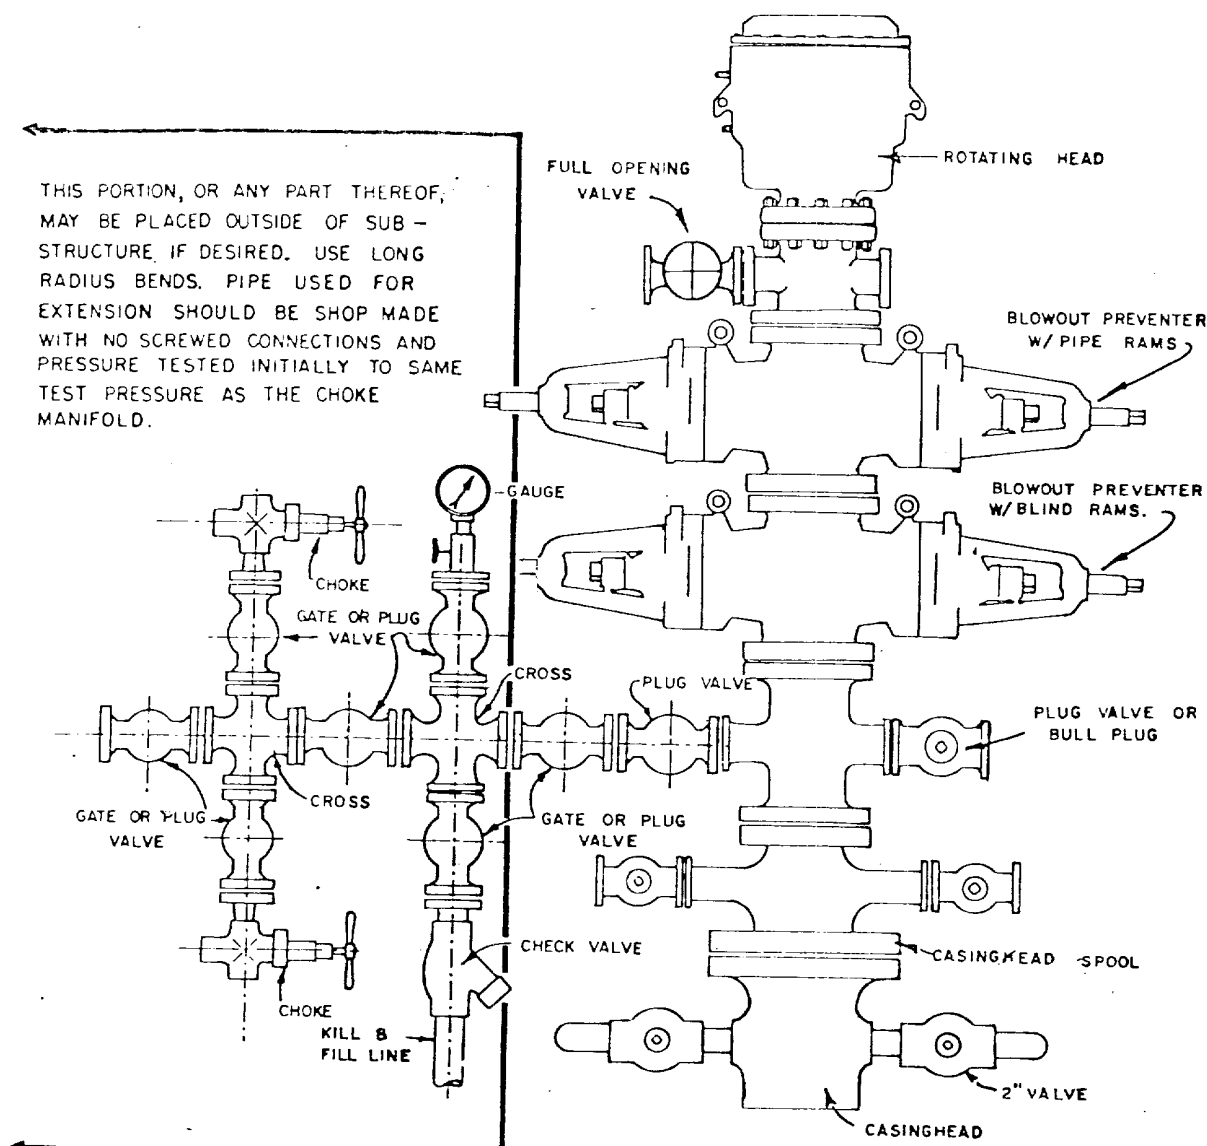 ROTATING HEAD
FULL OPENING
VALVE
THIS PORTION, OR ANY PART THEREOF,
MAY BE PLACED OUTSIDE OF SUB-
STRUCTURE IF DESIRED. USE LONG
RADIUS BENDS. PIPE USED FOR
EXTENSION SHOULD BE SHOP MADE
WITH NO SCREWED CONNECTIONS AND
PRESSURE TESTED INITIALLY TO SAME
TEST PRESSURE AS THE CHOKE
MANIFOLD.
BLOWOUT PREVENTER
W/ PIPE RAMS
GAUGE
BLOWOUT PREVENTER
W/ BLIND RAMS.
CHOKE
GATE OR PLUG
VALVE
CROSS
PLUG VALVE
PLUG VALVE OR
BULL PLUG
CROSS
GATE OR PLUG
VALVE
GATE OR PLUG
VALVE
CHECK VALVE
CASINGHEAD SPOOL
CHOKE
KILL &
FILL LINE
2" VALVE
CASINGHEAD